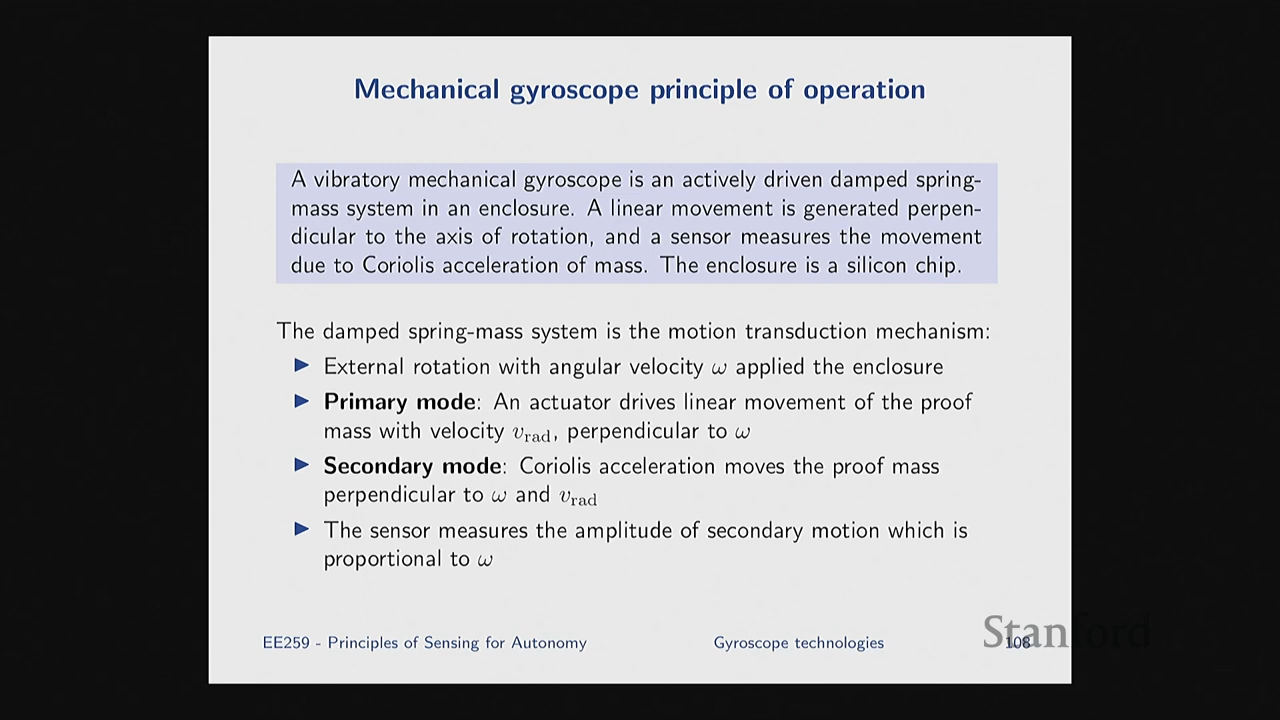 Mechanical gyroscope principle of operation
A vibratory mechanical gyroscope is an actively driven damped spring-
mass system in an enclosure. A linear movement is generated perpen-
dicular to the axis of rotation, and a sensor measures the movement
due to Coriolis acceleration of mass. The enclosure is a silicon chip.
The damped spring-mass system is the motion transduction mechanism:
▶ External rotation with angular velocity ω applied the enclosure
▶ Primary mode: An actuator drives linear movement of the proof
mass with velocity v_rad, perpendicular to ω
▶ Secondary mode: Coriolis acceleration moves the proof mass
perpendicular to ω and v_rad
▶ The sensor measures the amplitude of secondary motion which is
proportional to ω
EE259 - Principles of Sensing for Autonomy
Gyroscope technologies
108
Stanford